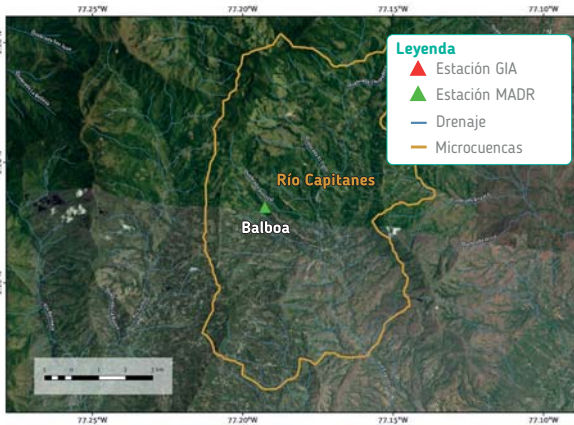 77.25°W 77.20°W 77.15°W 77.10°W
Leyenda
Estación GIA
Estación MADR
Drenaje
Microcuencas
Río Capitanes
Balboa
77.25°W 77.20°W 77.15°W 77.10°W